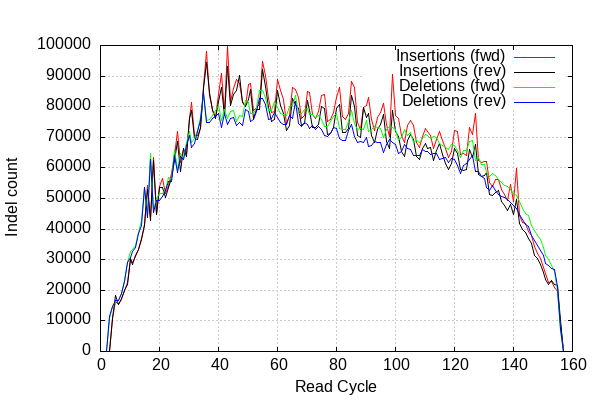 100000
90000
80000
70000
60000
50000
40000
30000
20000
10000
0
Indel count
Insertions (fwd)
Insertions (rev)
Deletions (fwd)
Deletions (rev)
0 20 40 60 80 100 120 140 160
Read Cycle